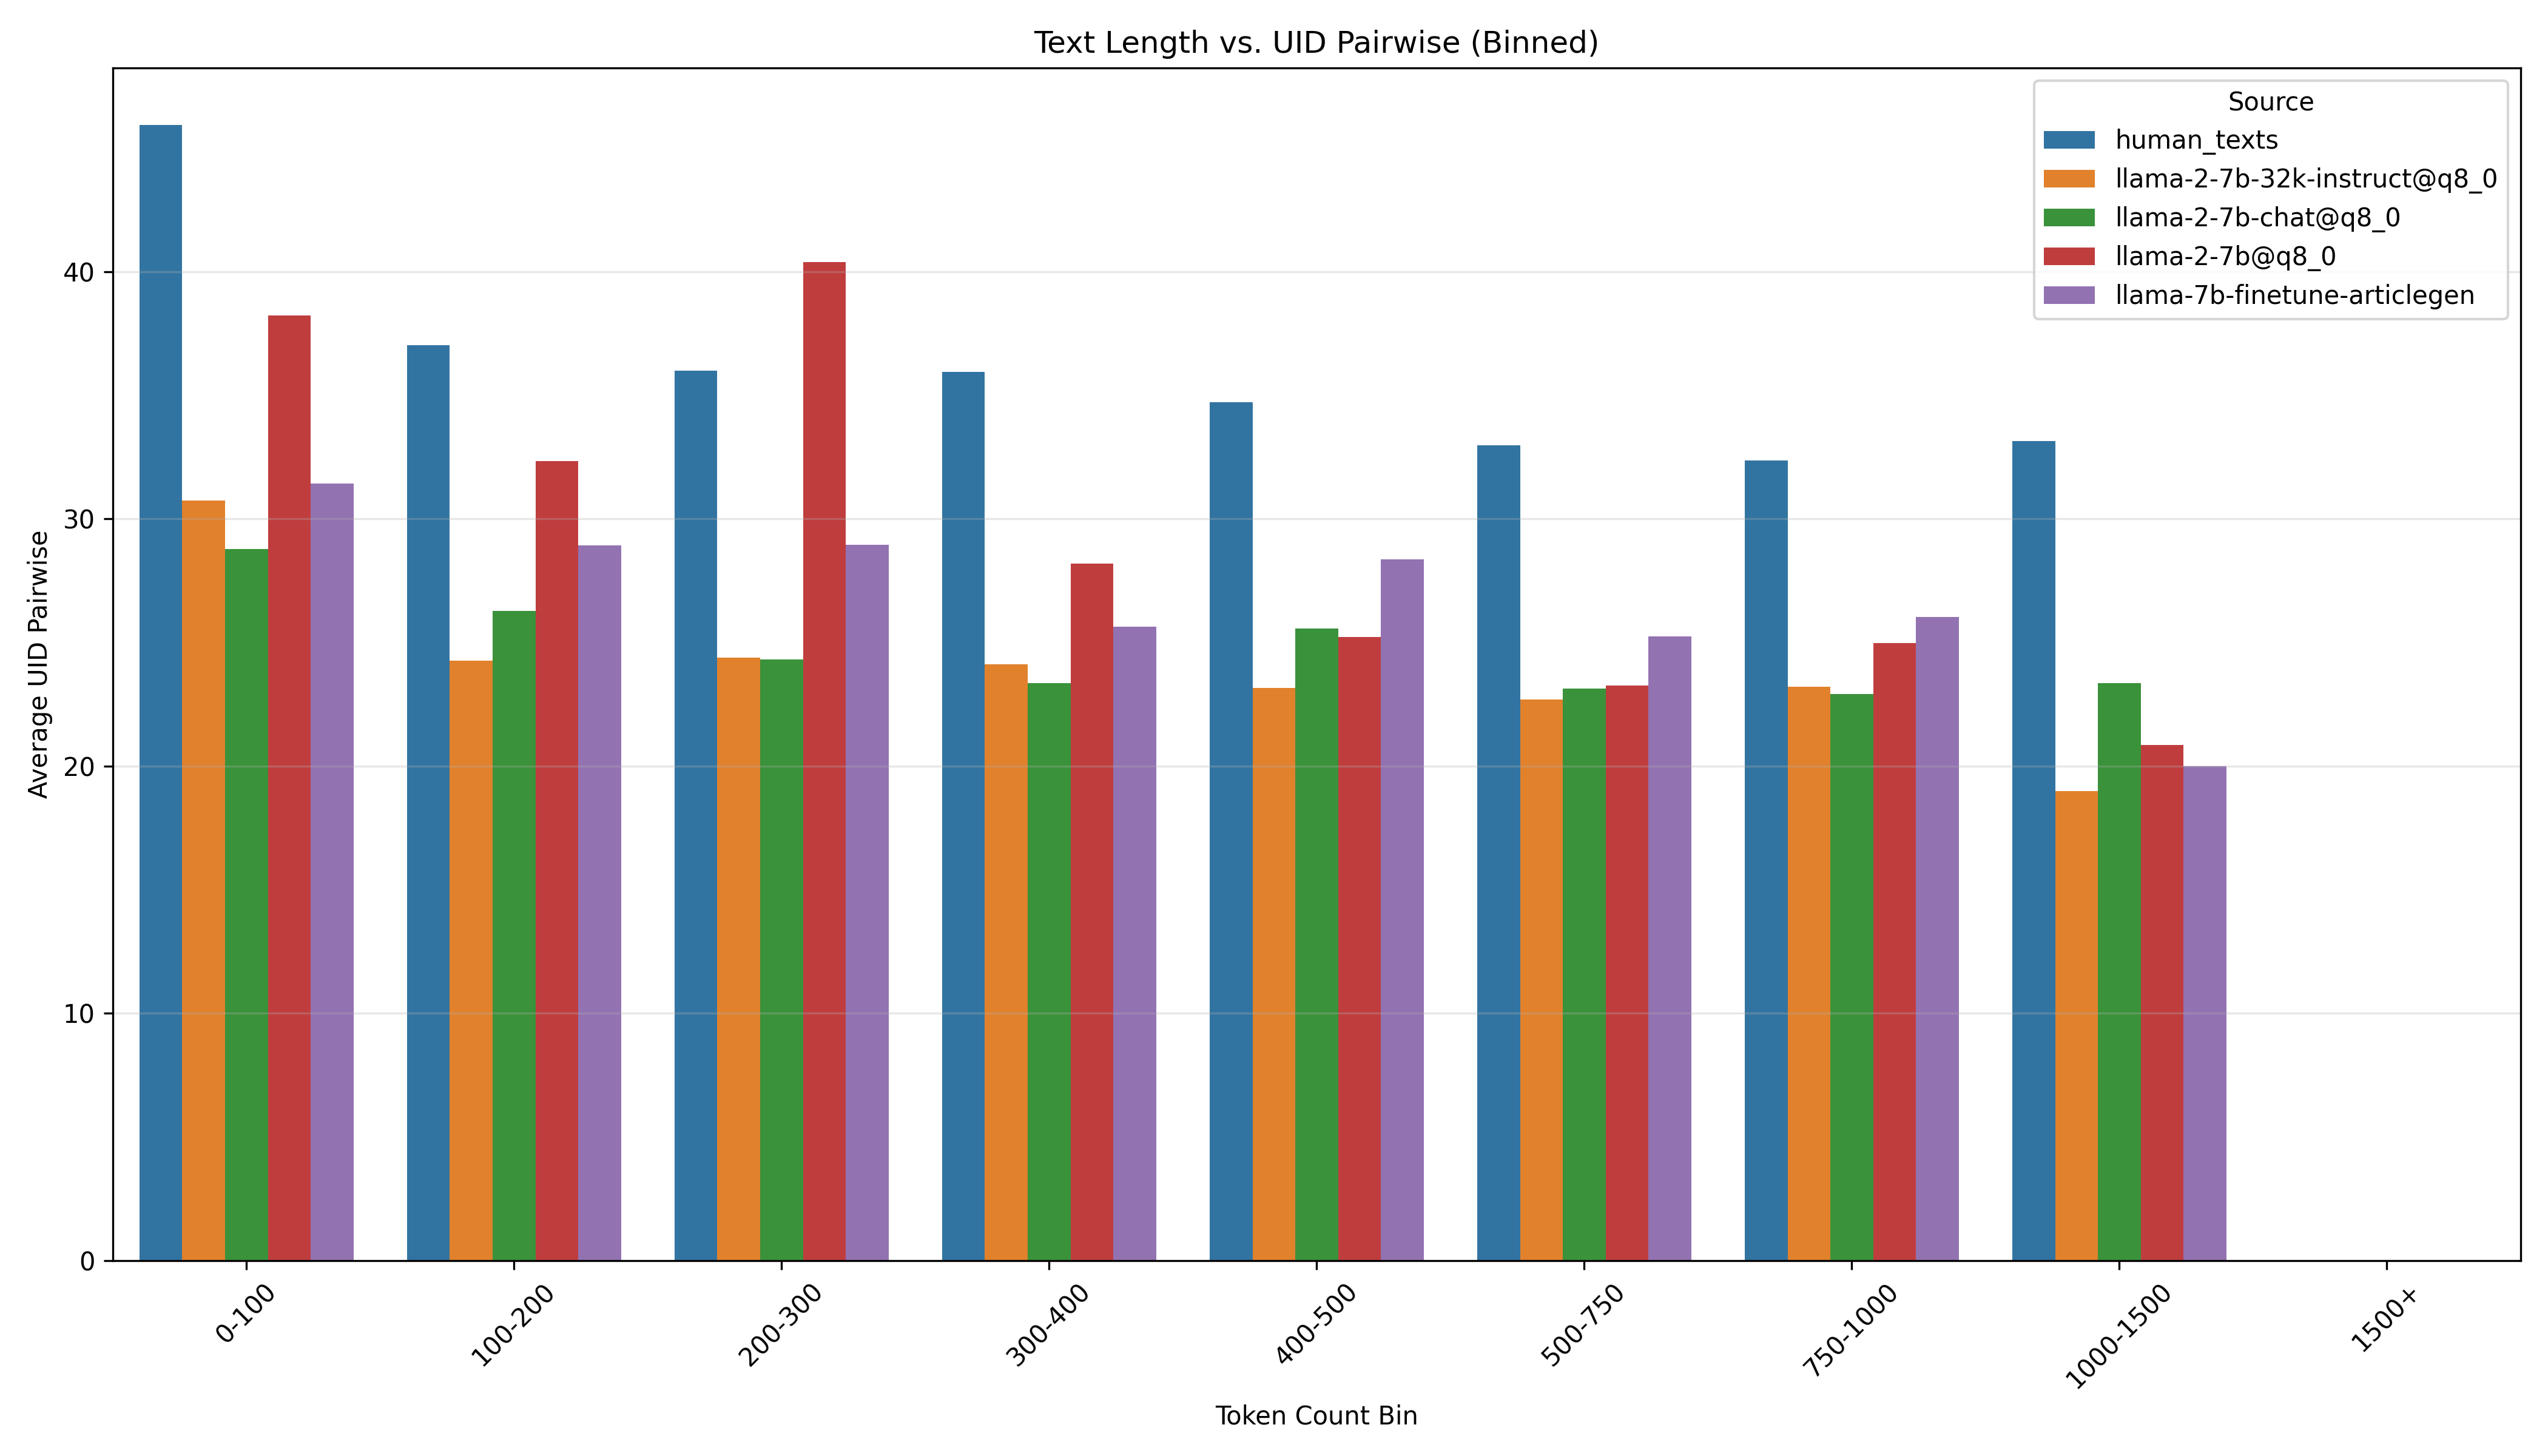 Text Length vs. UID Pairwise (Binned)
Source
human_texts
llama-2-7b-32k-instruct@q8_0
llama-2-7b-chat@q8_0
llama-2-7b@q8_0
llama-7b-finetune-articlegen
Average UID Pairwise
40
30
20
10
0
0-100
100-200
200-300
300-400
400-500
500-750
750-1000
1000-1500
1500+
Token Count Bin